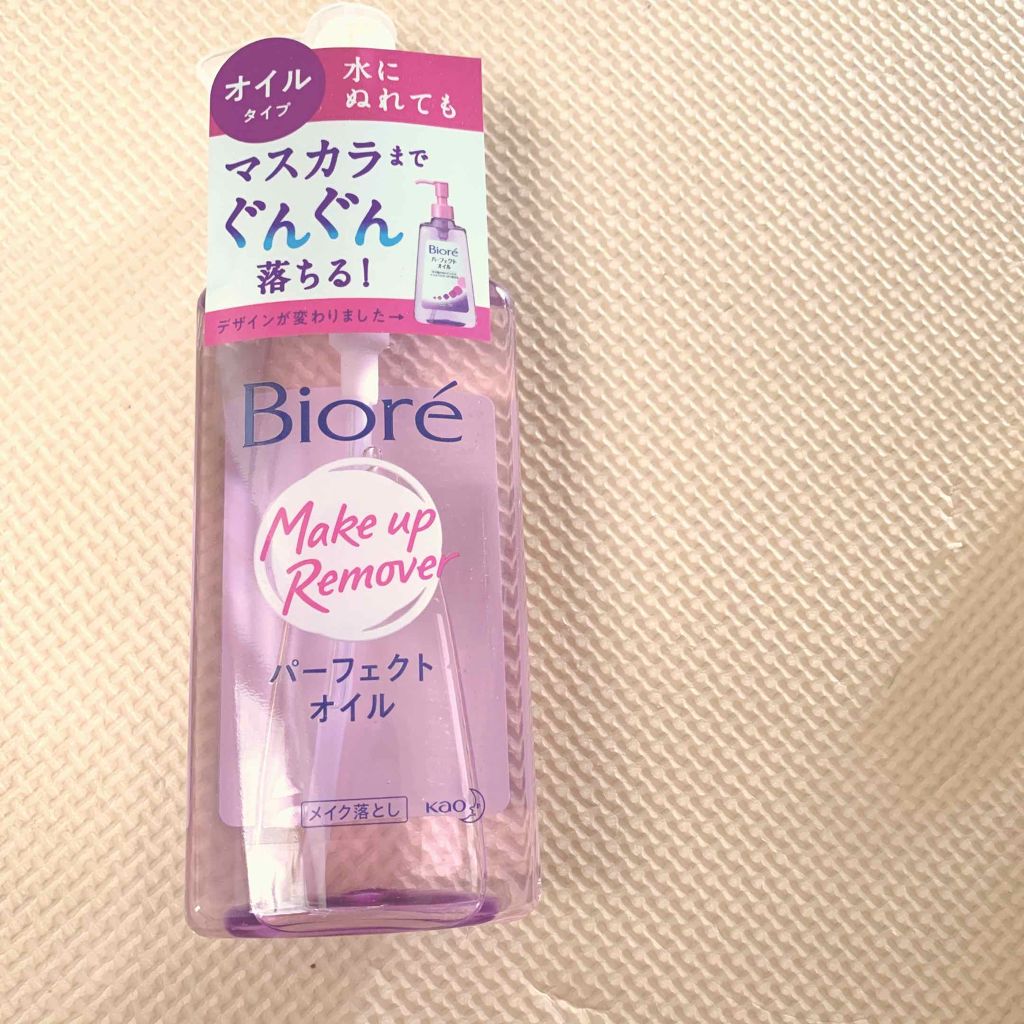 オイル
タイプ
水に
ぬれても
マスカラまで
ぐんぐん
落ちる!
デザインが変わりました→
Bioré
パーフェクト
オイル
Bioré
Make up
Remover
パーフェクト
オイル
メイク落とし
Kao